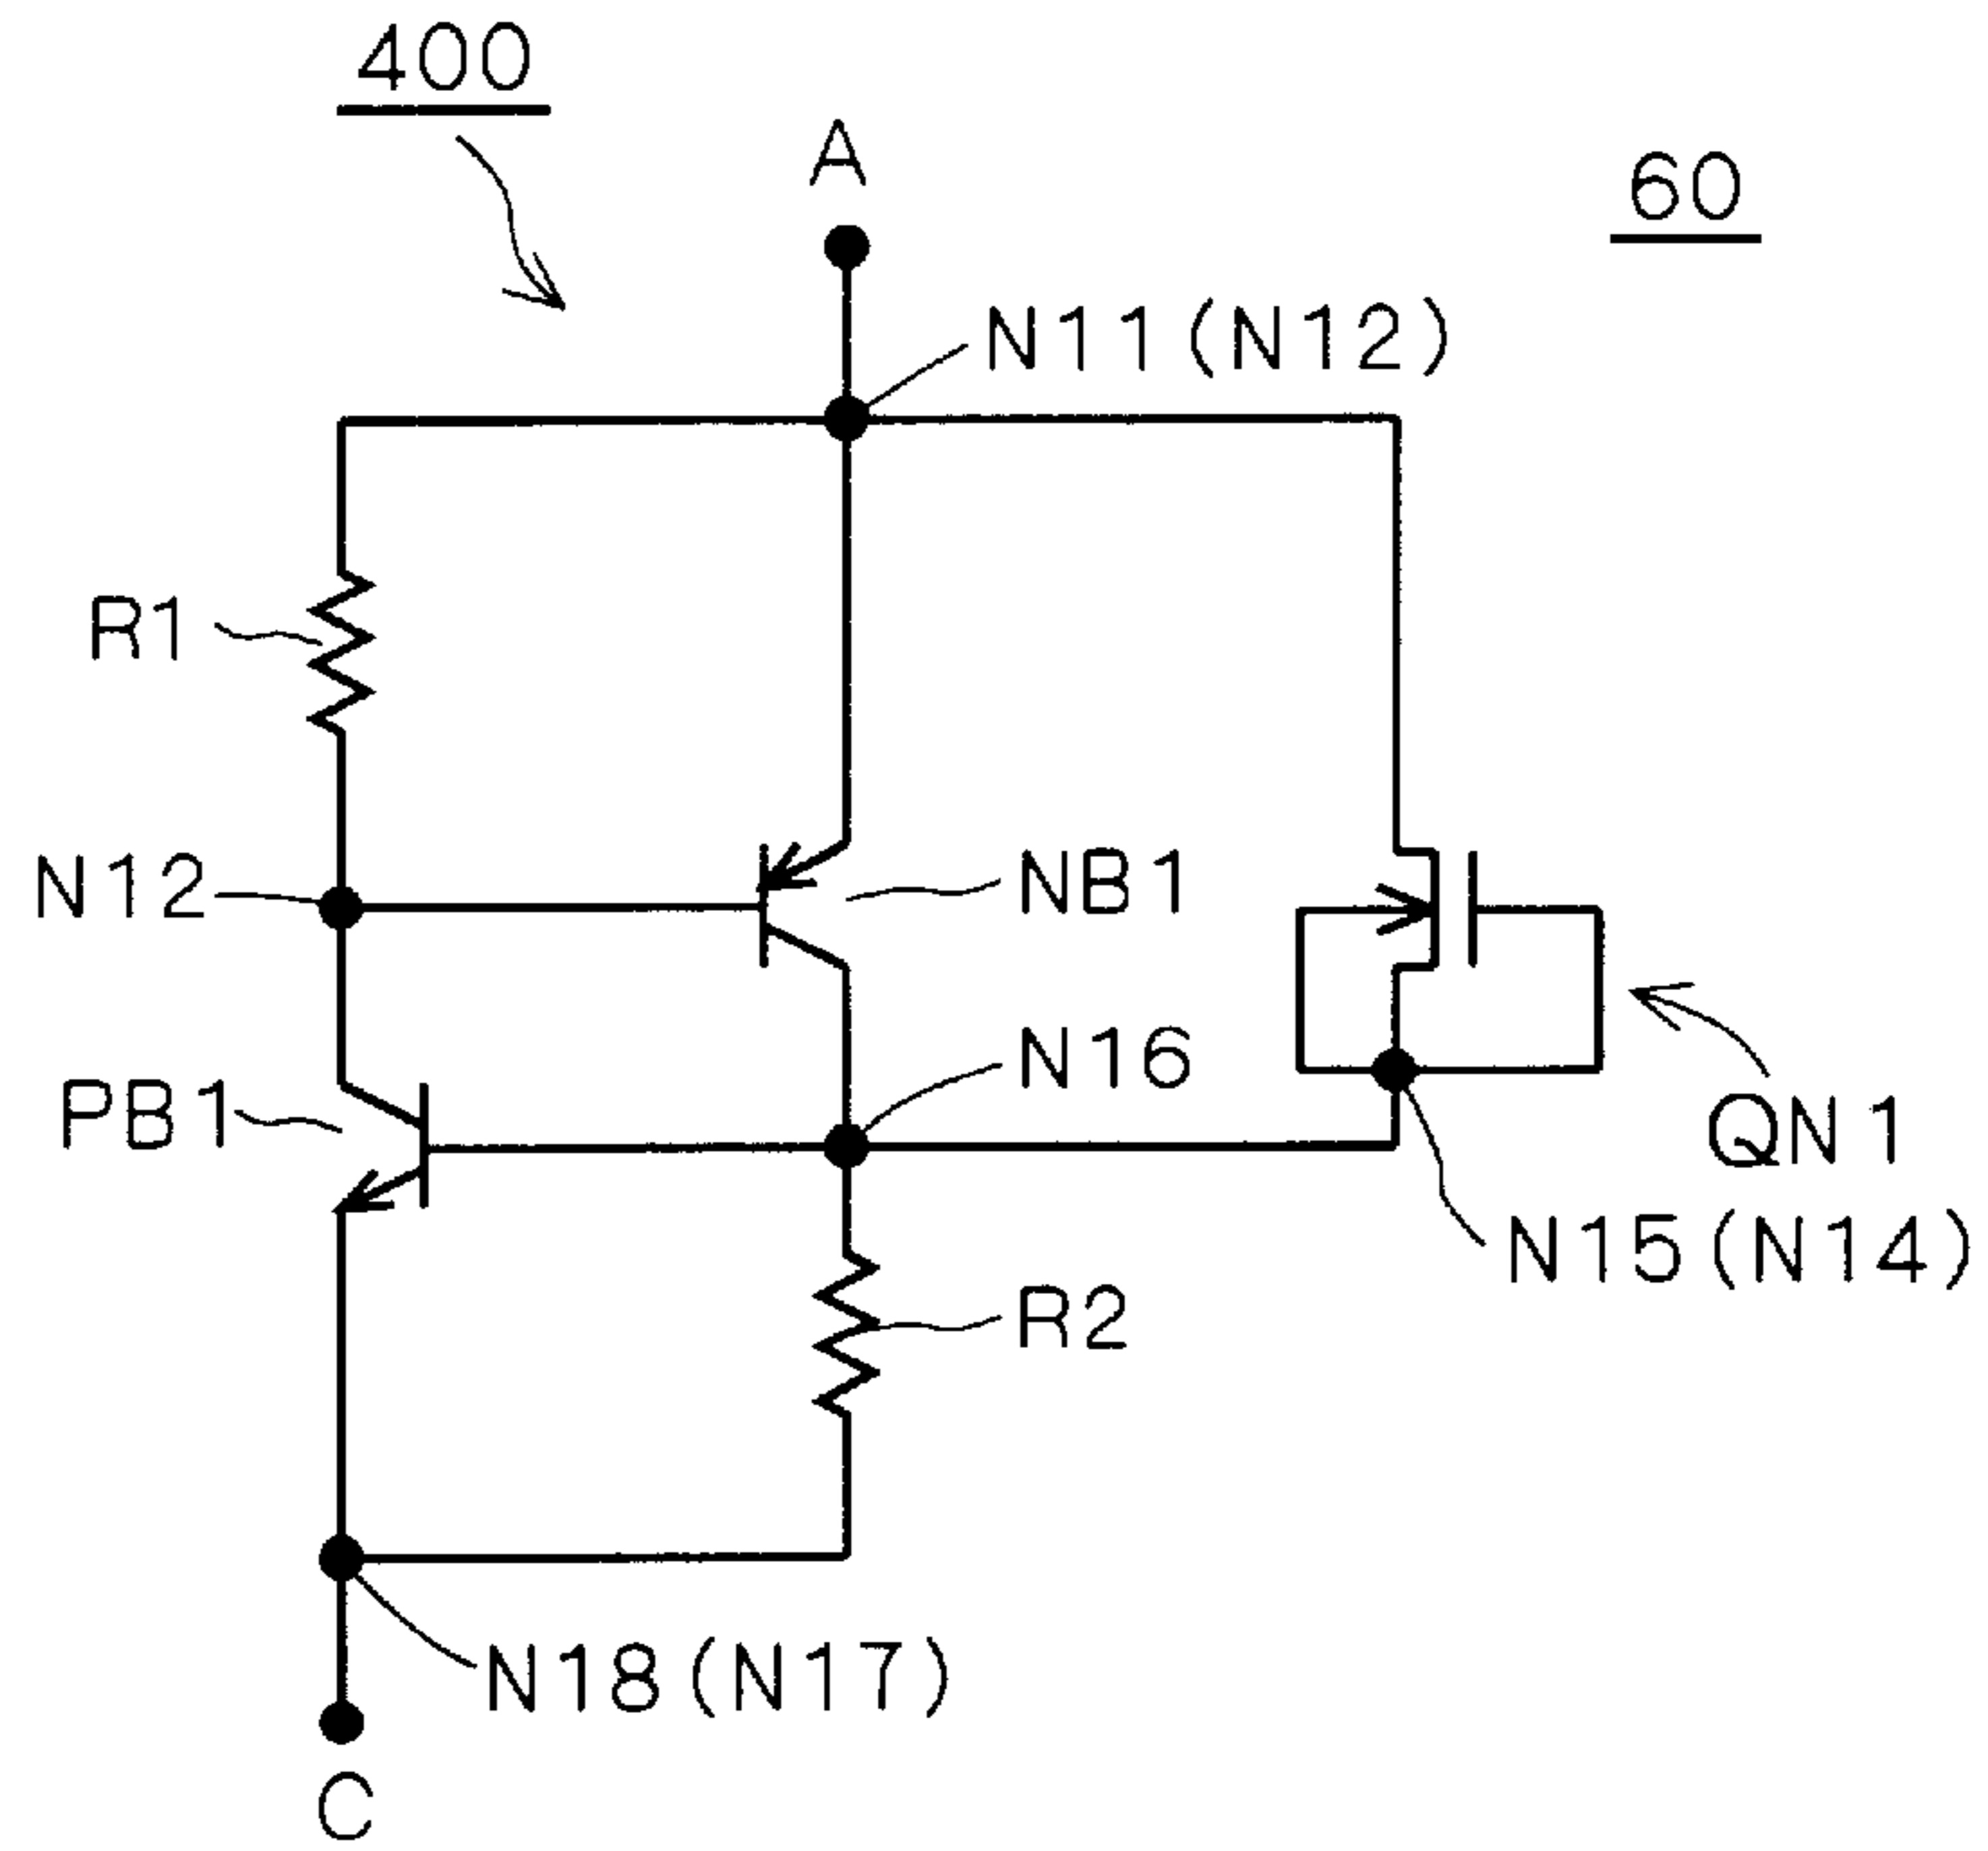 400
A
60
N11(N12)
R1
N12
NB1
N16
PB1
QN1
N15(N14)
R2
N18(N17)
C